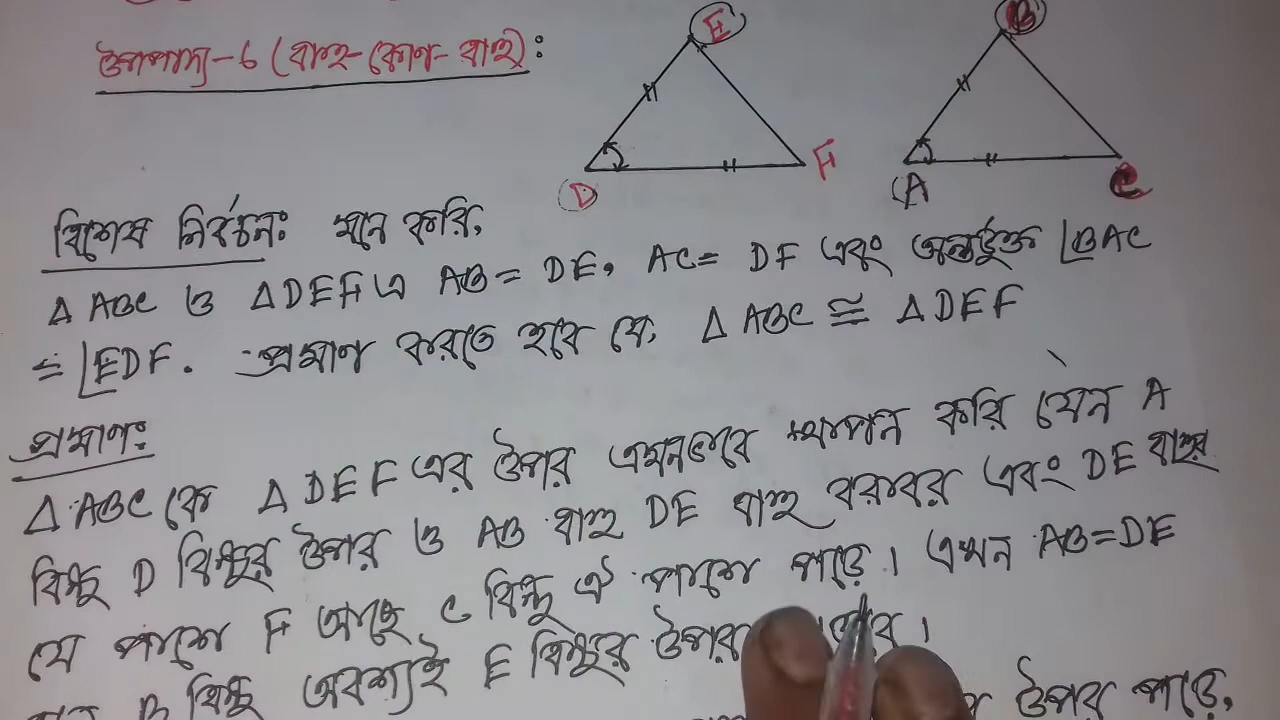 উপপাদ্য-৬ (বাহু-কোণ-বাহু):
E
B
D
F
A
C
বিশেষ নির্বচনঃ মনে করি,
△ ABC ও △DEF এ AB = DE, AC = DF এবং অন্তর্ভুক্ত ∠BAC
= ∠EDF. প্রমাণ করতে হবে যে, △ ABC ≅ △DEF
প্রমাণঃ
△ ABC কে △ DEF এর উপর এমনভাবে স্থাপন করি যেন A
বিন্দু D বিন্দুর উপর ও AB বাহু DE বাহু বরাবর এবং DE বাহুর
যে পাশে F আছে C বিন্দু ঐ পাশে পড়ে। এখন AB=DE
B বিন্দু অবশ্যই E বিন্দুর উপর
উপর পড়ে,